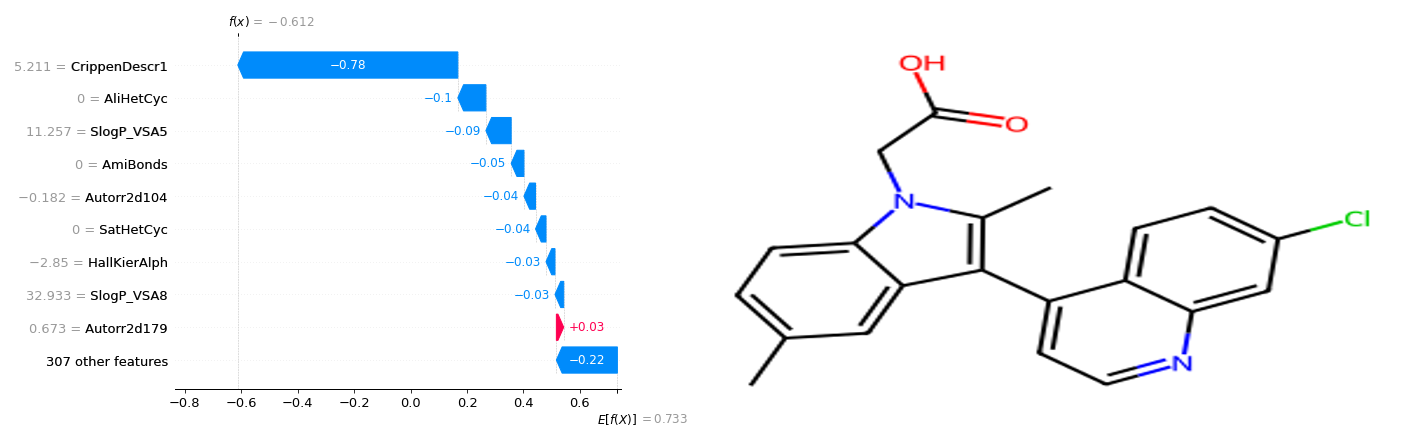 f(x) = −0.612
5.211 = CrippenDescr1
−0.78
0 = AliHetCyc
−0.1
11.257 = SlogP_VSA5
−0.09
0 = AmiBonds
−0.05
−0.182 = Autorr2d104
−0.04
0 = SatHetCyc
−0.04
−2.85 = HallKierAlph
−0.03
32.933 = SlogP_VSA8
−0.03
0.673 = Autorr2d179
+0.03
307 other features
−0.22
−0.8 −0.6 −0.4 −0.2 0.0 0.2 0.4 0.6
E[f(X)] = 0.733
OH
O
N
Cl
N